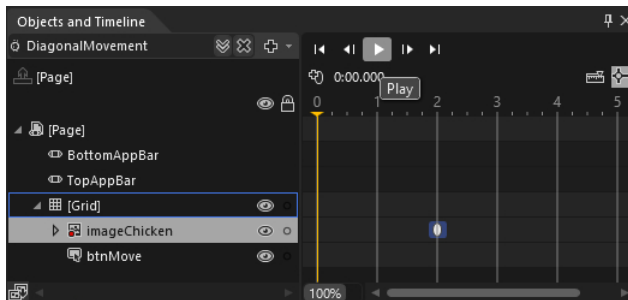 Objects and Timeline
DiagonalMovement
[Page]
0:00.000
Play
0 1 2 3 4 5
[Page]
BottomAppBar
TopAppBar
[Grid]
imageChicken
btnMove
100%